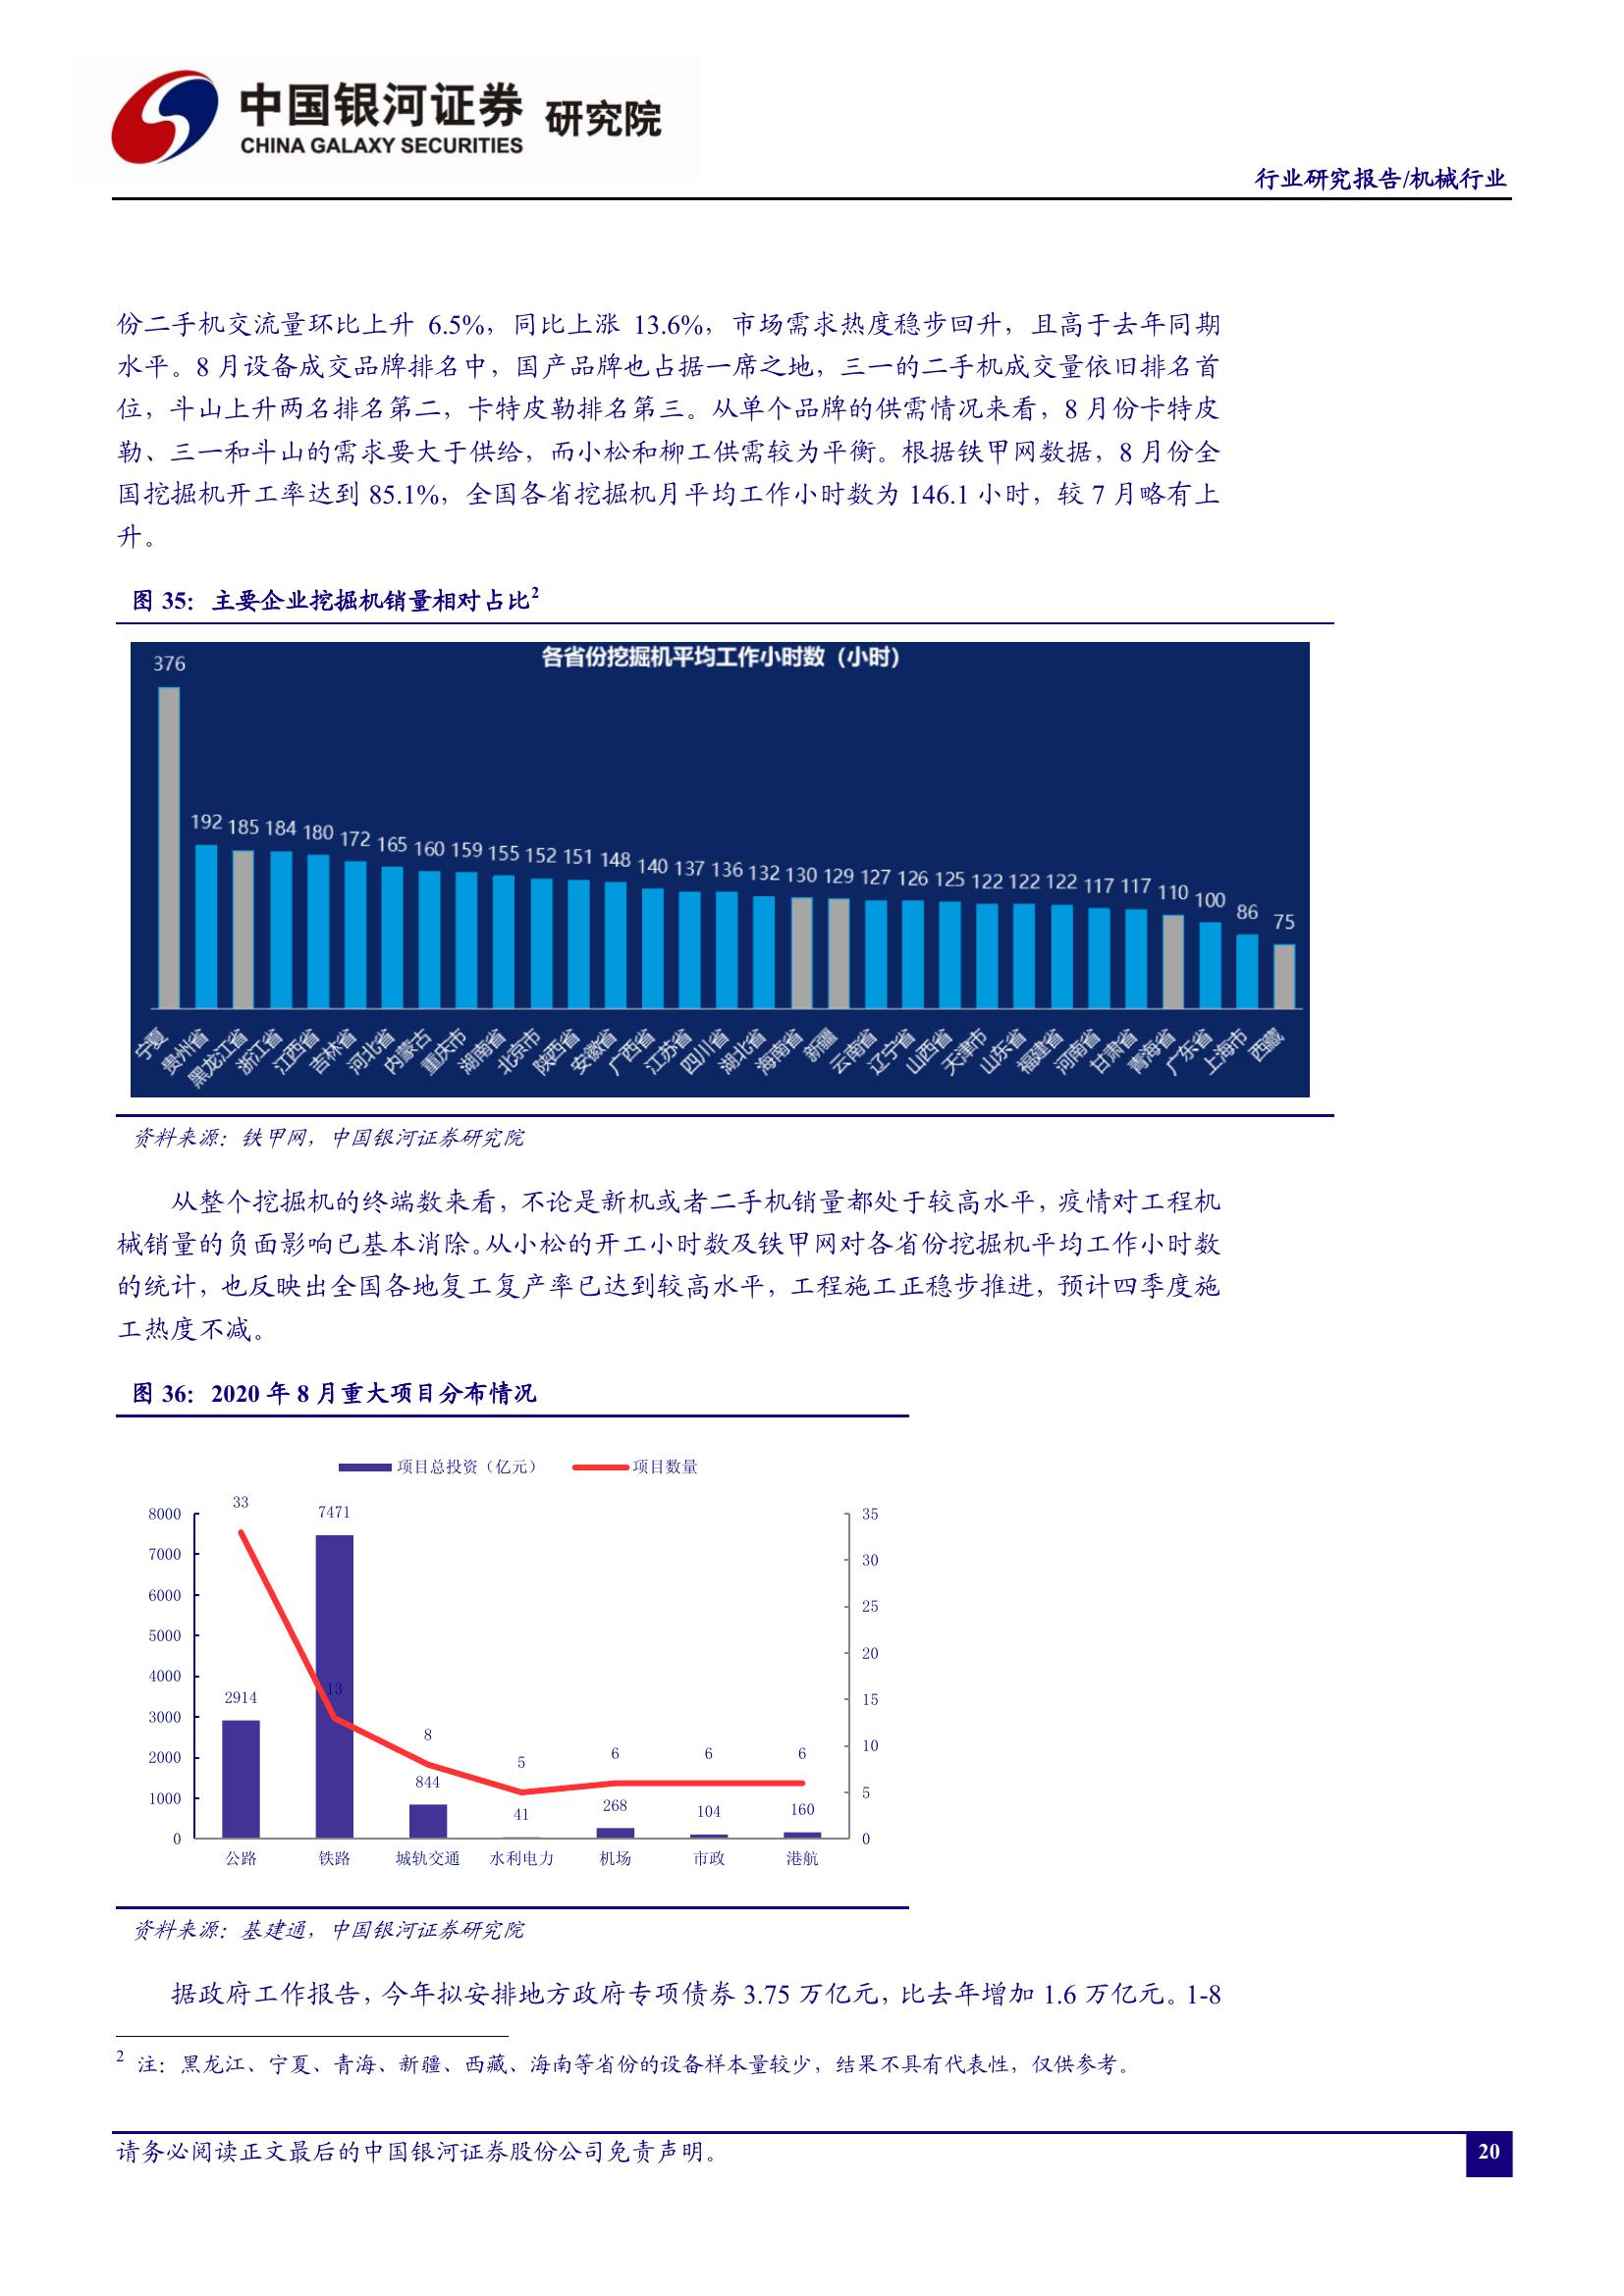 中国银河证券 研究院
CHINA GALAXY SECURITIES
行业研究报告/机械行业
份二手机交流量环比上升 6.5%，同比上涨 13.6%，市场需求热度稳步回升，且高于去年同期
水平。8 月设备成交品牌排名中，国产品牌也占据一席之地，三一的二手机成交量依旧排名首
位，斗山上升两名排名第二，卡特皮勒排名第三。从单个品牌的供需情况来看，8 月份卡特皮
勒、三一和斗山的需求要大于供给，而小松和柳工供需较为平衡。根据铁甲网数据，8 月份全
国挖掘机开工率达到 85.1%，全国各省挖掘机月平均工作小时数为 146.1 小时，较 7 月略有上
升。
图 35：主要企业挖掘机销量相对占比2
各省份挖掘机平均工作小时数（小时）
376 192 185 184 180 172 165 160 159 155 152 151 148 140 137 136 132 130 129 127 126 125 122 122 122 117 117 110 100 86 75
宁夏 贵州省 黑龙江省 浙江省 江西省 吉林省 河北省 内蒙古 重庆市 湖南省 北京市 陕西省 安徽省 广西省 江苏省 四川省 湖北省 海南省 新疆 云南省 辽宁省 山西省 天津市 山东省 福建省 河南省 甘肃省 青海省 广东省 上海市 西藏
资料来源：铁甲网，中国银河证券研究院
从整个挖掘机的终端数来看，不论是新机或者二手机销量都处于较高水平，疫情对工程机
械销量的负面影响已基本消除。从小松的开工小时数及铁甲网对各省份挖掘机平均工作小时数
的统计，也反映出全国各地复工复产率已达到较高水平，工程施工正稳步推进，预计四季度施
工热度不减。
图 36：2020 年 8 月重大项目分布情况
项目总投资（亿元） 项目数量
8000
7000
6000
5000
4000
3000
2000
1000
0
33 13 8 5 6 6 6
2914 7471 844 41 268 104 160
35
30
25
20
15
10
5
0
公路 铁路 城轨交通 水利电力 机场 市政 港航
资料来源：基建通，中国银河证券研究院
据政府工作报告，今年拟安排地方政府专项债券 3.75 万亿元，比去年增加 1.6 万亿元。1-8
2 注：黑龙江、宁夏、青海、新疆、西藏、海南等省份的设备样本量较少，结果不具有代表性，仅供参考。
请务必阅读正文最后的中国银河证券股份公司免责声明。
20